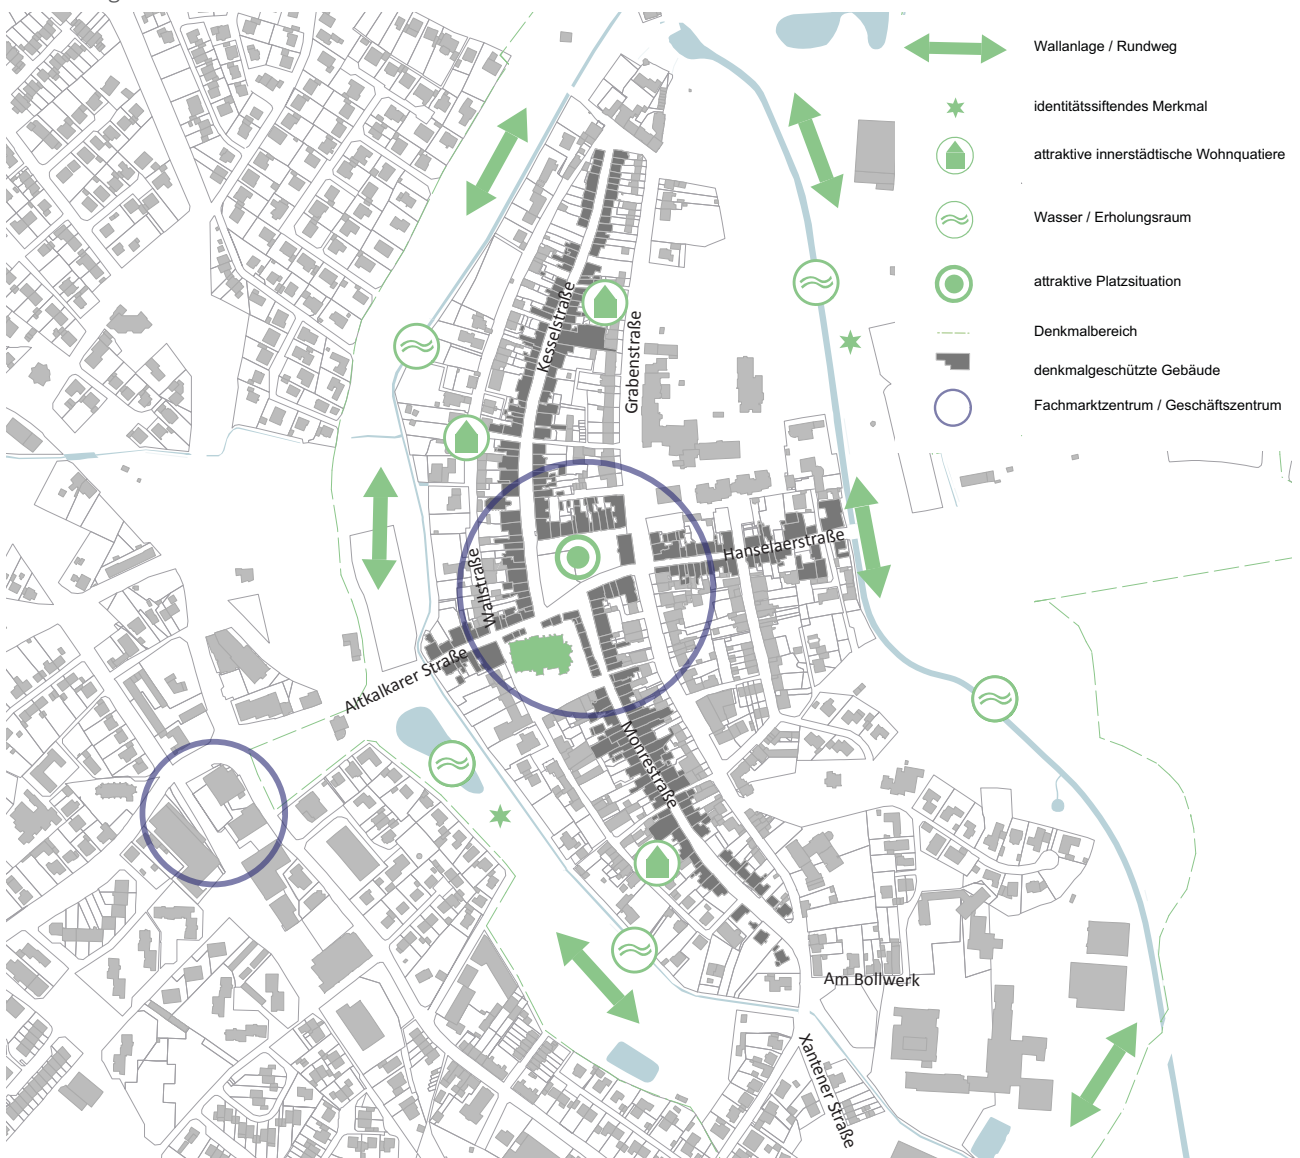 Wallanlage / Rundweg
identitätssiftendes Merkmal
attraktive innerstädtische Wohnquatiere
Wasser / Erholungsraum
attraktive Platzsituation
Denkmalbereich
denkmalgeschützte Gebäude
Fachmarktzentrum / Geschäftszentrum
Kesselstraße
Grabenstraße
Hanselaerstraße
Wallstraße
Altkalkarer Straße
Monrestraße
Am Bollwerk
Xantener Straße